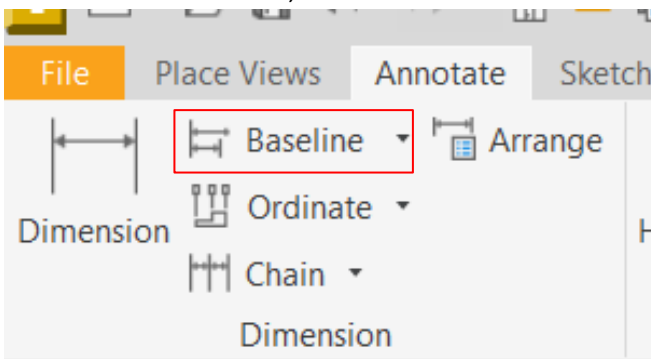 File Place Views Annotate Sketch
Baseline Arrange
Ordinate
Dimension
Chain
Dimension